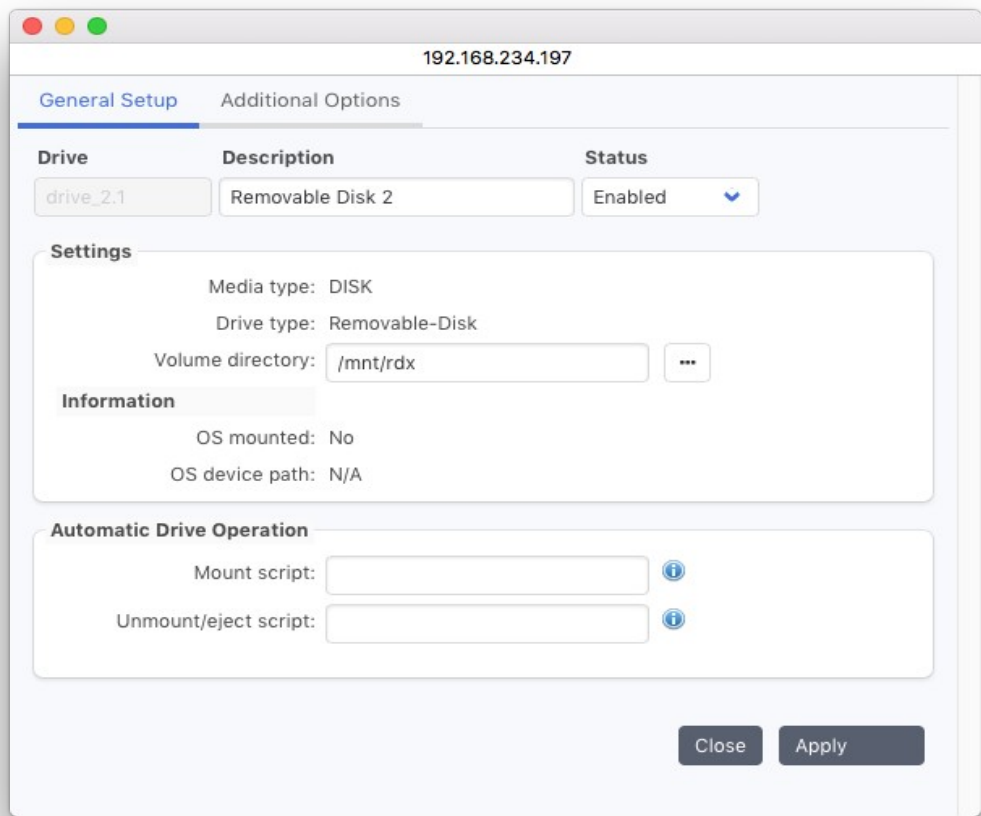 192.168.234.197
General Setup Additional Options
Drive Description Status
drive_2.1 Removable Disk 2 Enabled
Settings
Media type: DISK
Drive type: Removable-Disk
Volume directory: /mnt/rdx ...
Information
OS mounted: No
OS device path: N/A
Automatic Drive Operation
Mount script:
Unmount/eject script:
Close Apply